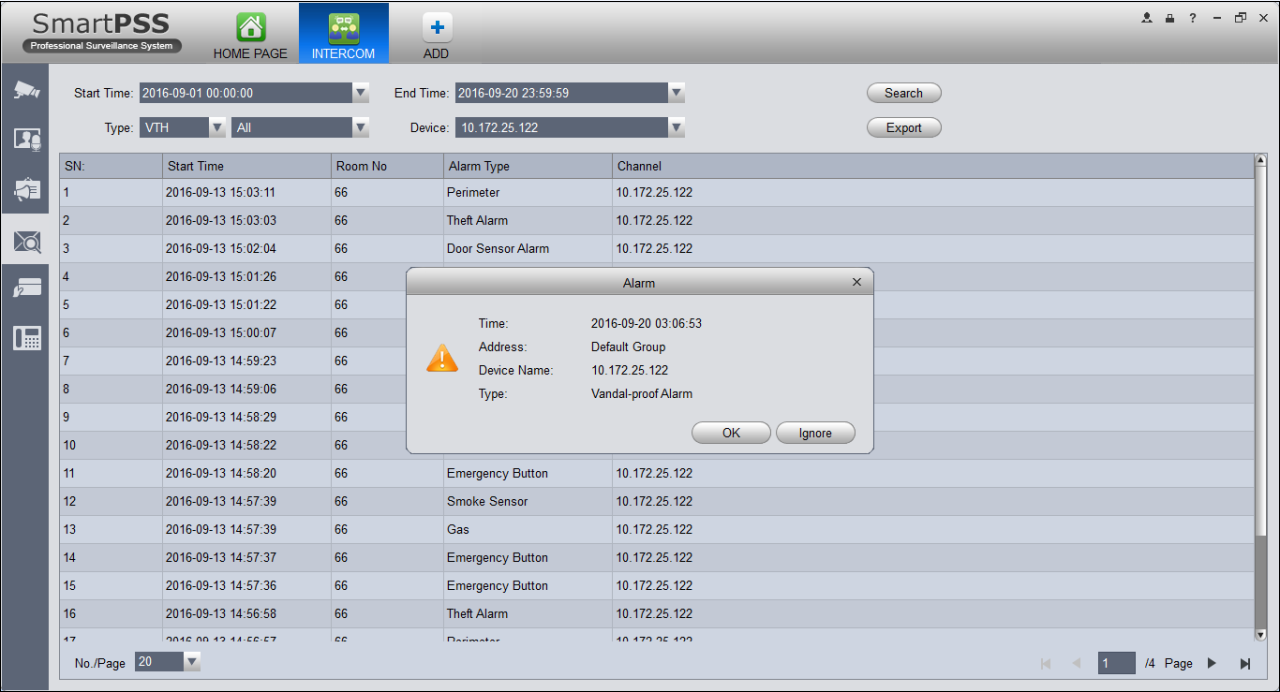 SmartPSS
Professional Surveillance System
HOME PAGE
INTERCOM
ADD
?
Start Time: 2016-09-01 00:00:00 End Time: 2016-09-20 23:59:59 Search
Type: VTH All Device: 10.172.25.122 Export
SN: Start Time Room No Alarm Type Channel
1 2016-09-13 15:03:11 66 Perimeter 10.172.25.122
2 2016-09-13 15:03:03 66 Theft Alarm 10.172.25.122
3 2016-09-13 15:02:04 66 Door Sensor Alarm 10.172.25.122
4 2016-09-13 15:01:26 66
5 2016-09-13 15:01:22 66
6 2016-09-13 15:00:07 66
7 2016-09-13 14:59:23 66
8 2016-09-13 14:59:06 66
9 2016-09-13 14:58:29 66
10 2016-09-13 14:58:22 66
Alarm
Time: 2016-09-20 03:06:53
Address: Default Group
Device Name: 10.172.25.122
Type: Vandal-proof Alarm
OK Ignore
11 2016-09-13 14:58:20 66 Emergency Button 10.172.25.122
12 2016-09-13 14:57:39 66 Smoke Sensor 10.172.25.122
13 2016-09-13 14:57:39 66 Gas 10.172.25.122
14 2016-09-13 14:57:37 66 Emergency Button 10.172.25.122
15 2016-09-13 14:57:36 66 Emergency Button 10.172.25.122
16 2016-09-13 14:56:58 66 Theft Alarm 10.172.25.122
17 2016-09-13 14:56:57 66 Perimeter 10.172.25.122
No./Page 20 1 /4 Page